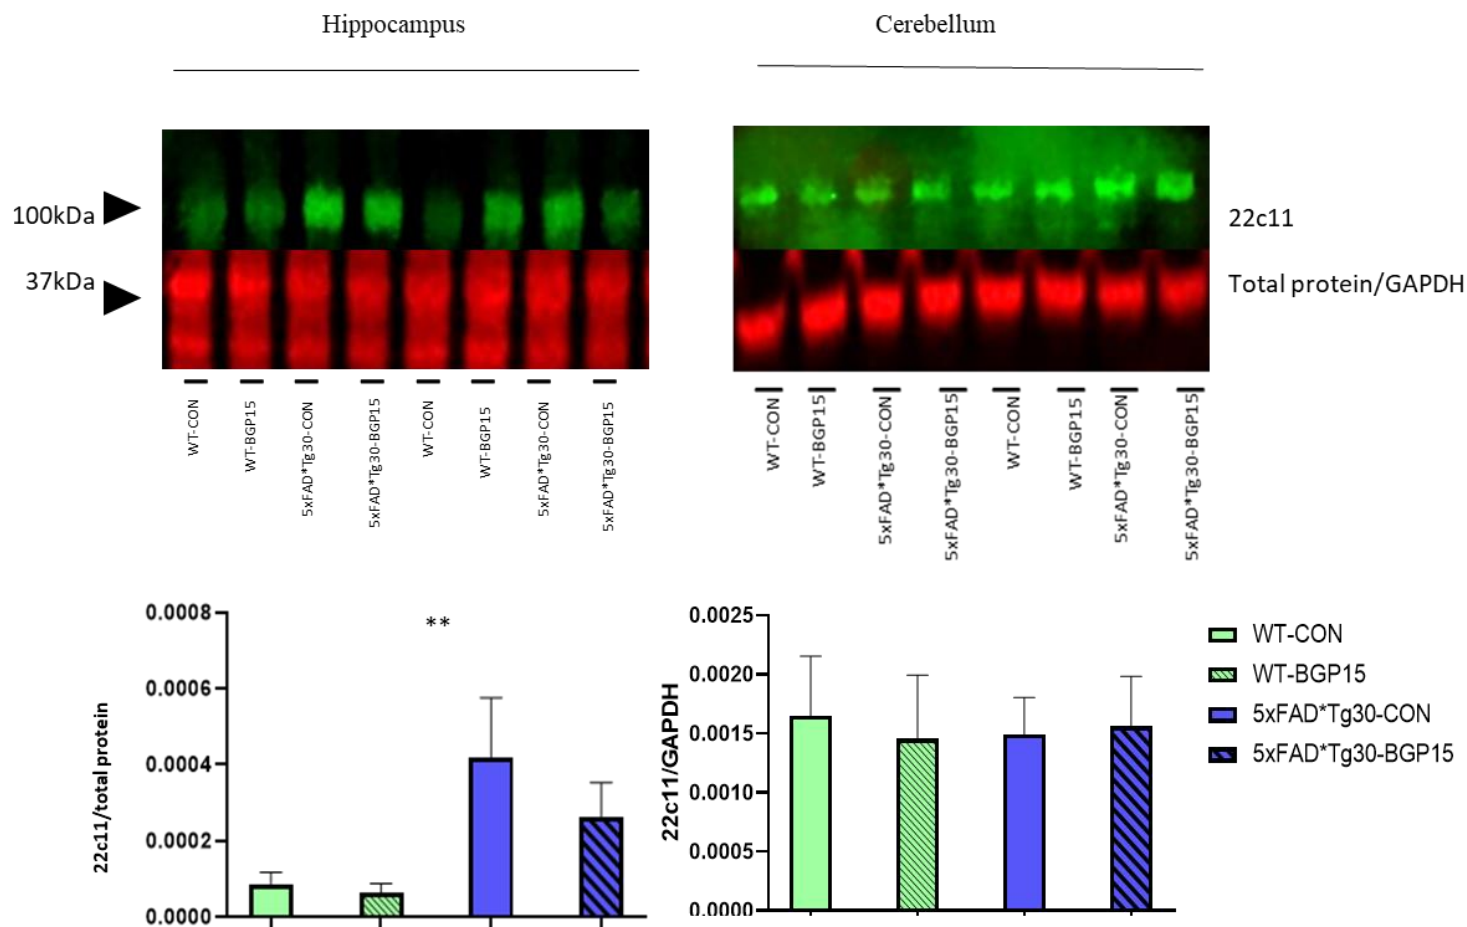 Hippocampus
Cerebellum
100kDa
37kDa
22c11
Total protein/GAPDH
WT-CON
WT-BGP15
5xFAD*Tg30-CON
5xFAD*Tg30-BGP15
WT-CON
WT-BGP15
5xFAD*Tg30-CON
5xFAD*Tg30-BGP15
WT-CON
WT-BGP15
5xFAD*Tg30-CON
5xFAD*Tg30-BGP15
WT-CON
WT-BGP15
5xFAD*Tg30-CON
5xFAD*Tg30-BGP15
22c11/total protein
0.0008
0.0006
0.0004
0.0002
0.0000
**
22c11/GAPDH
0.0025
0.0020
0.0015
0.0010
0.0005
0.0000
WT-CON
WT-BGP15
5xFAD*Tg30-CON
5xFAD*Tg30-BGP15